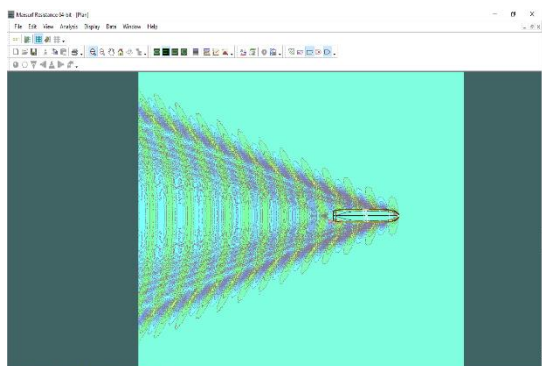 Maxsurf Resistance 64-bit - [Plan]
File Edit View Analysis Display Data Window Help